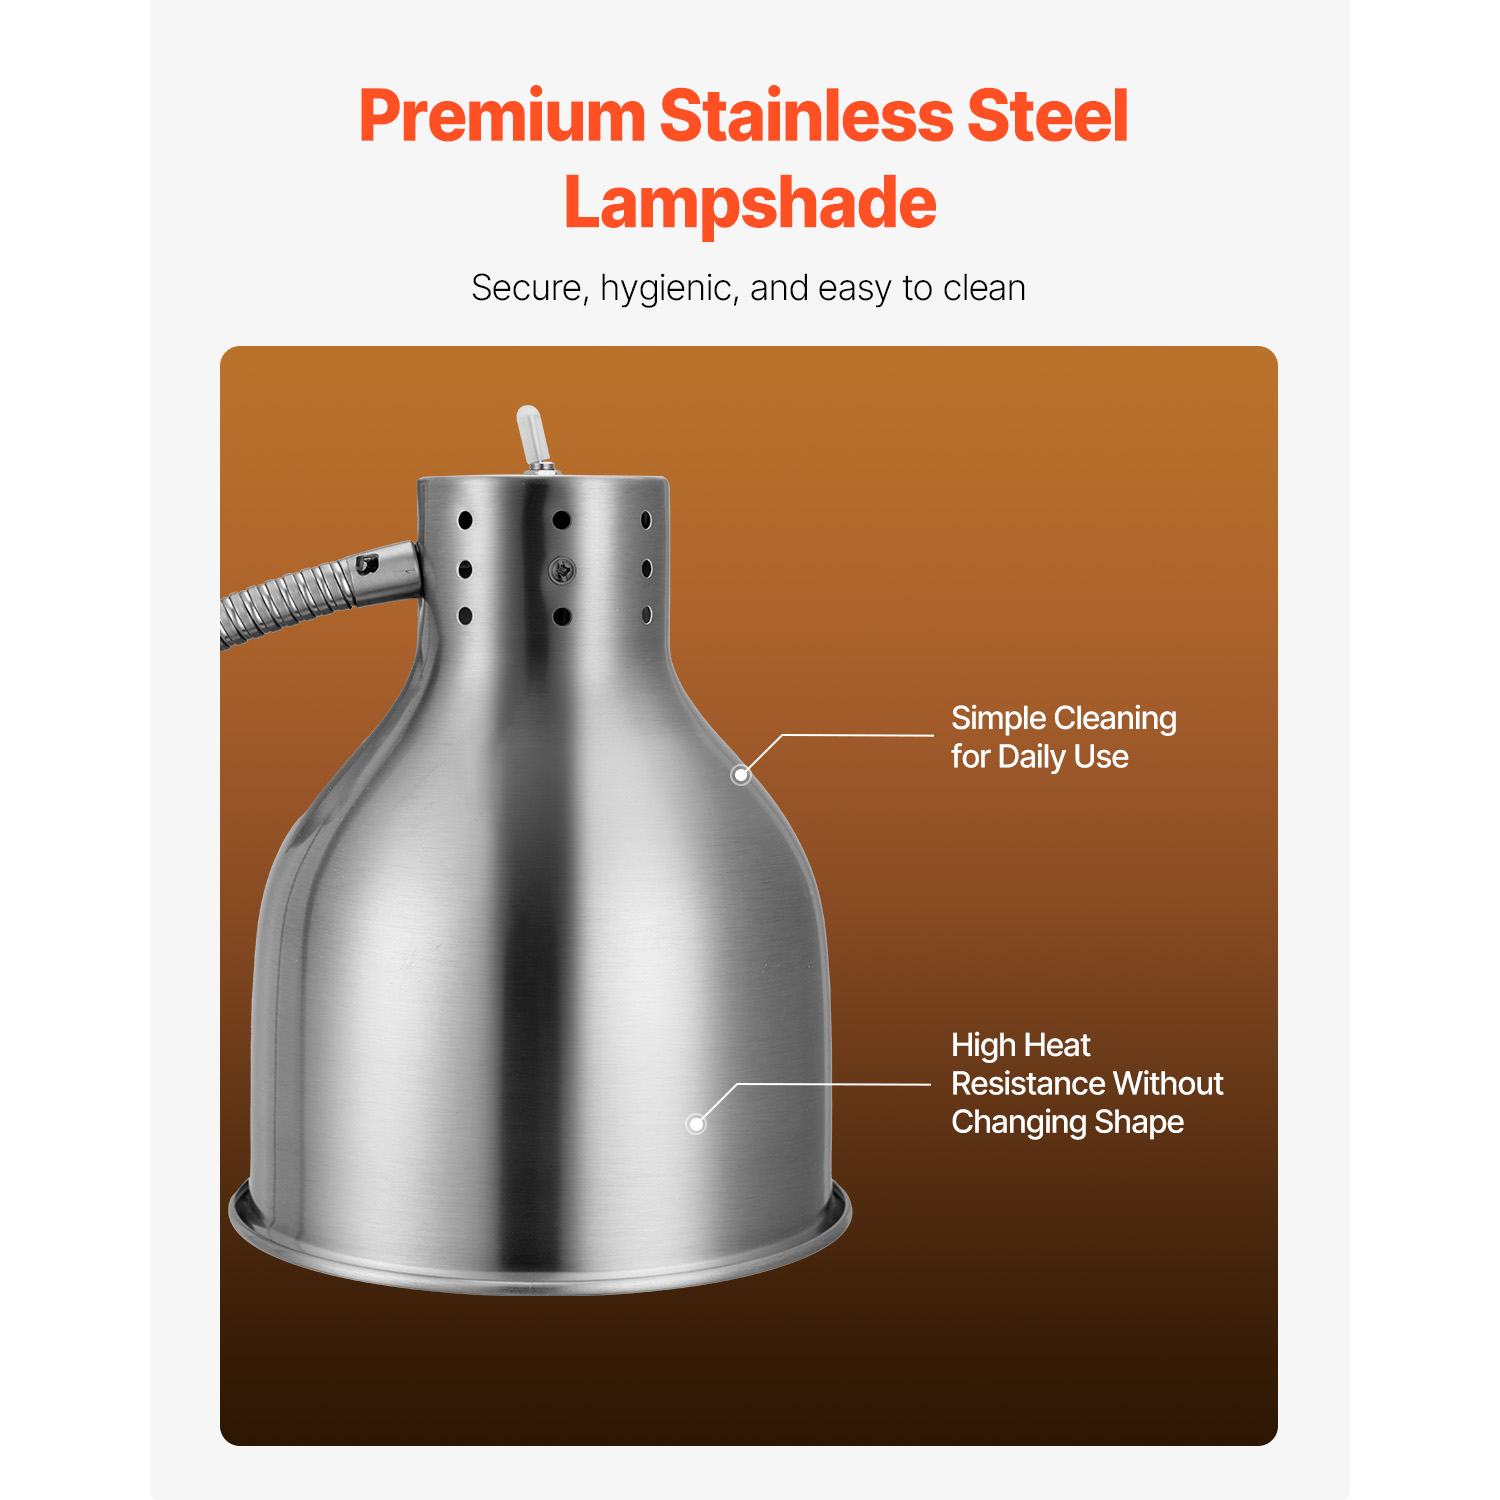 Premium Stainless Steel
Lampshade
Secure, hygienic, and easy to clean
Simple Cleaning
for Daily Use
High Heat
Resistance Without
Changing Shape